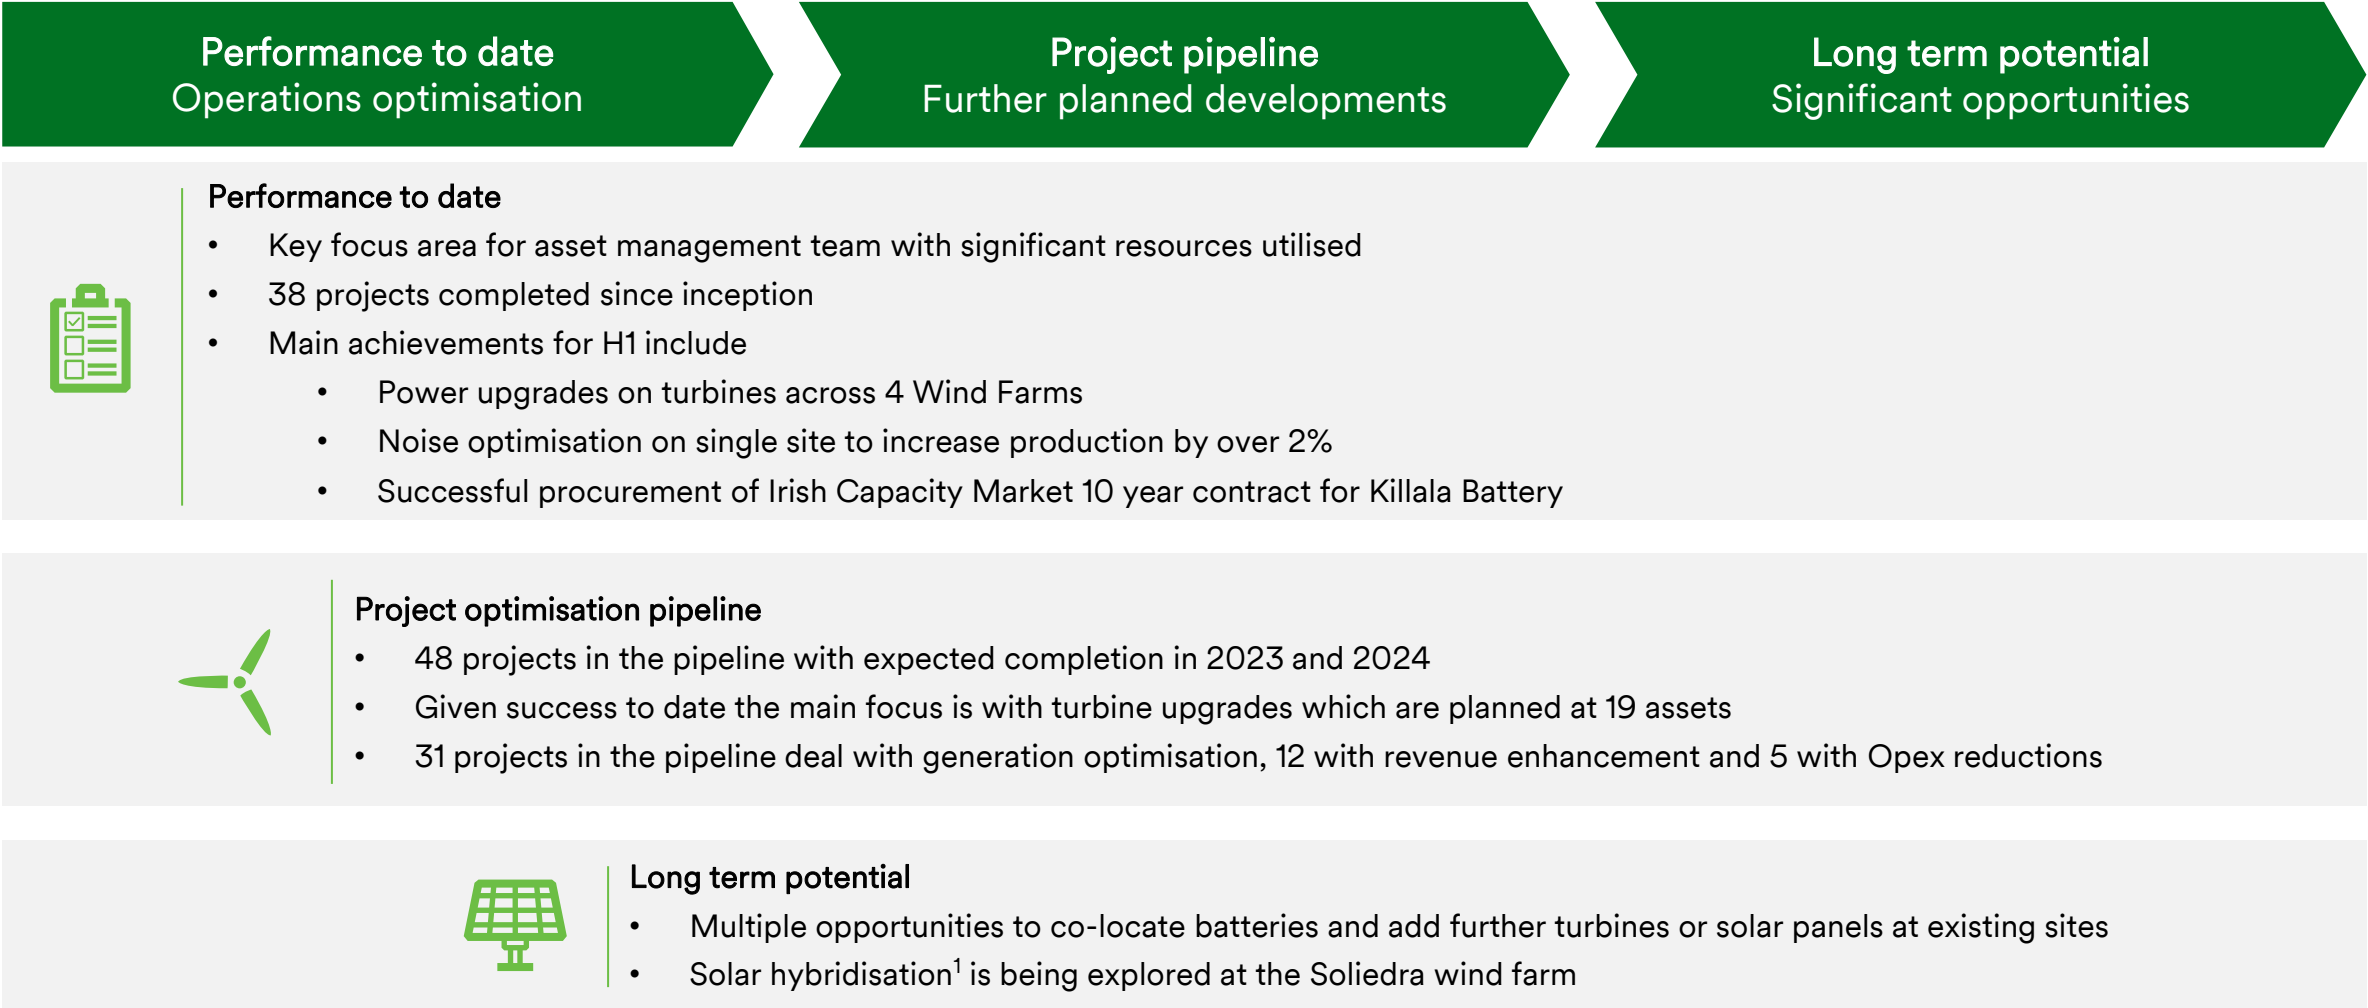 Performance to date
Operations optimisation
Project pipeline
Further planned developments
Long term potential
Significant opportunities
Performance to date
• Key focus area for asset management team with significant resources utilised
• 38 projects completed since inception
• Main achievements for H1 include
• Power upgrades on turbines across 4 Wind Farms
• Noise optimisation on single site to increase production by over 2%
• Successful procurement of Irish Capacity Market 10 year contract for Killala Battery
Project optimisation pipeline
• 48 projects in the pipeline with expected completion in 2023 and 2024
• Given success to date the main focus is with turbine upgrades which are planned at 19 assets
• 31 projects in the pipeline deal with generation optimisation, 12 with revenue enhancement and 5 with Opex reductions
Long term potential
• Multiple opportunities to co-locate batteries and add further turbines or solar panels at existing sites
• Solar hybridisation¹ is being explored at the Soliedra wind farm